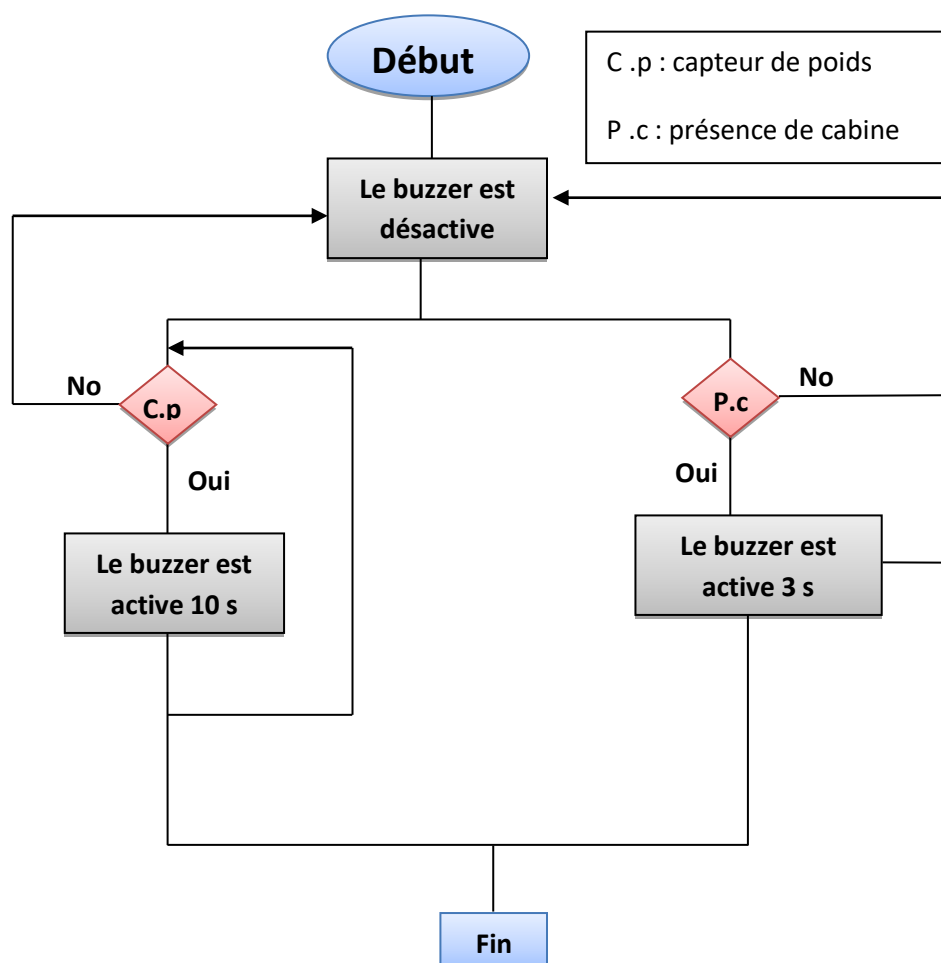 Début
C .p : capteur de poids
P .c : présence de cabine
Le buzzer est
désactive
No
C.p
Oui
No
P.c
Oui
Le buzzer est
active 10 s
Le buzzer est
active 3 s
Fin